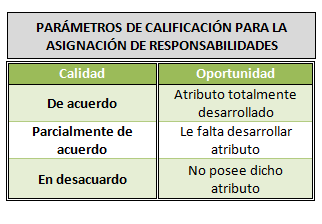 PARÁMETROS DE CALIFICACIÓN PARA LA
ASIGNACIÓN DE RESPONSABILIDADES
Calidad Oportunidad
De acuerdo Atributo totalmente
desarrollado
Parcialmente de
acuerdo Le falta desarrollar
atributo
En desacuardo No posee dicho
atributo